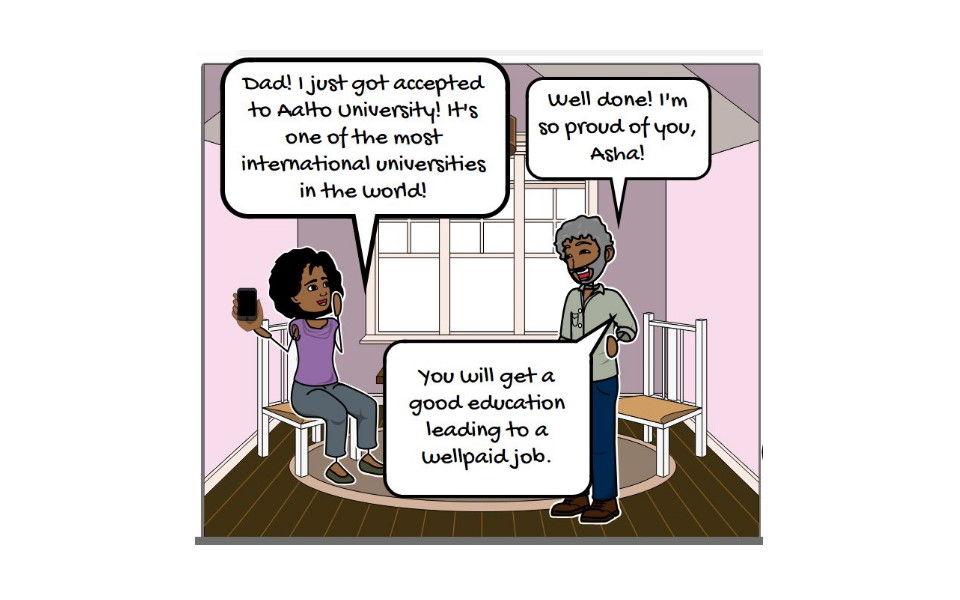 Dad! I just got accepted
to Aalto University! It's
one of the most
international universities
in the world!
Well done! I'm
so proud of you,
Asha!
You will get a
good education
leading to a
wellpaid job.